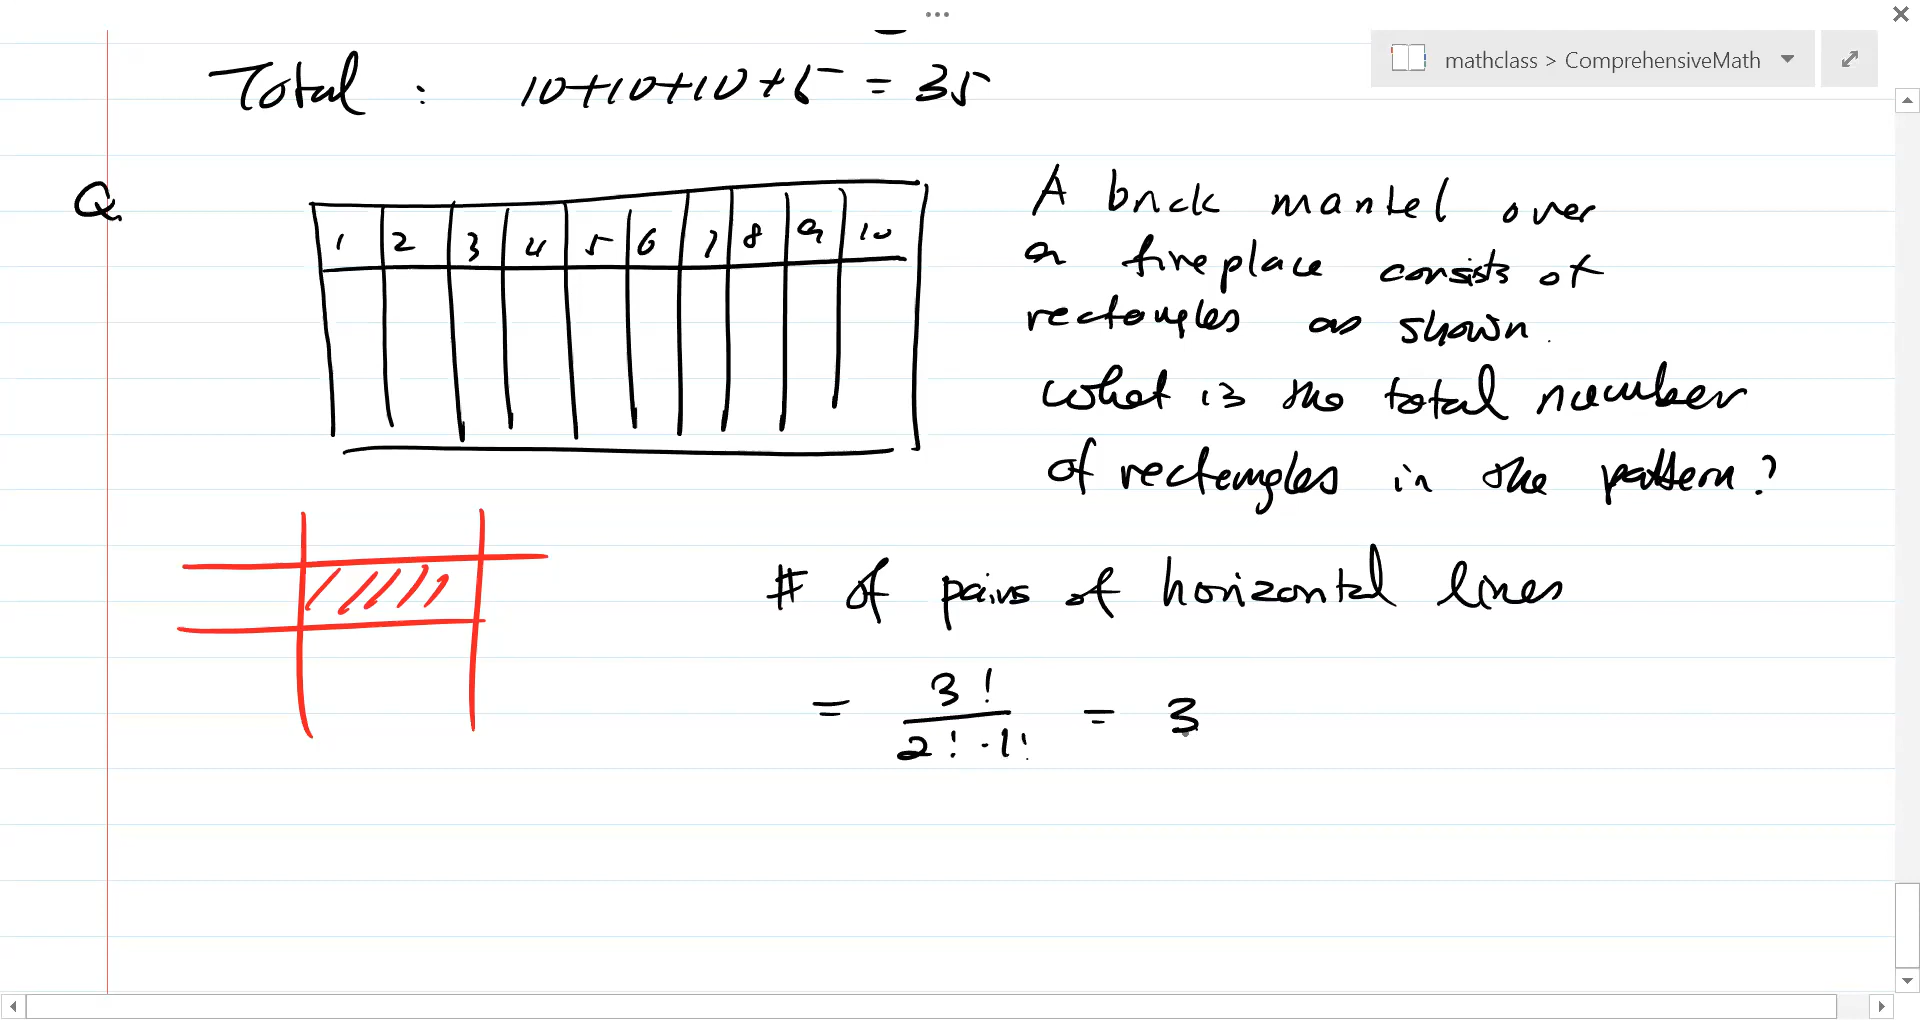 Total : 10+10+10+5 = 35
mathclass > ComprehensiveMath
Q.
1 2 3 4 5 6 7 8 9 10
A brick mantel over
a fireplace consists of
rectangles as shown.
What is the total number
of rectangles in the pattern?
# of pairs of horizontal lines
= 3! / 2! · 1! = 3